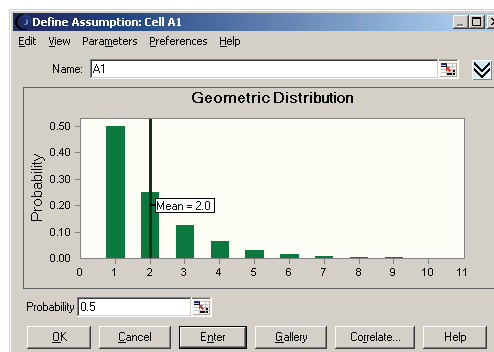 Define Assumption: Cell A1
Edit View Parameters Preferences Help
Name: A1
Geometric Distribution
Probability
0.50
0.40
0.30
0.20
0.10
0.00
Mean = 2.0
0 1 2 3 4 5 6 7 8 9 10 11
Probability 0.5
OK Cancel Enter Gallery Correlate... Help